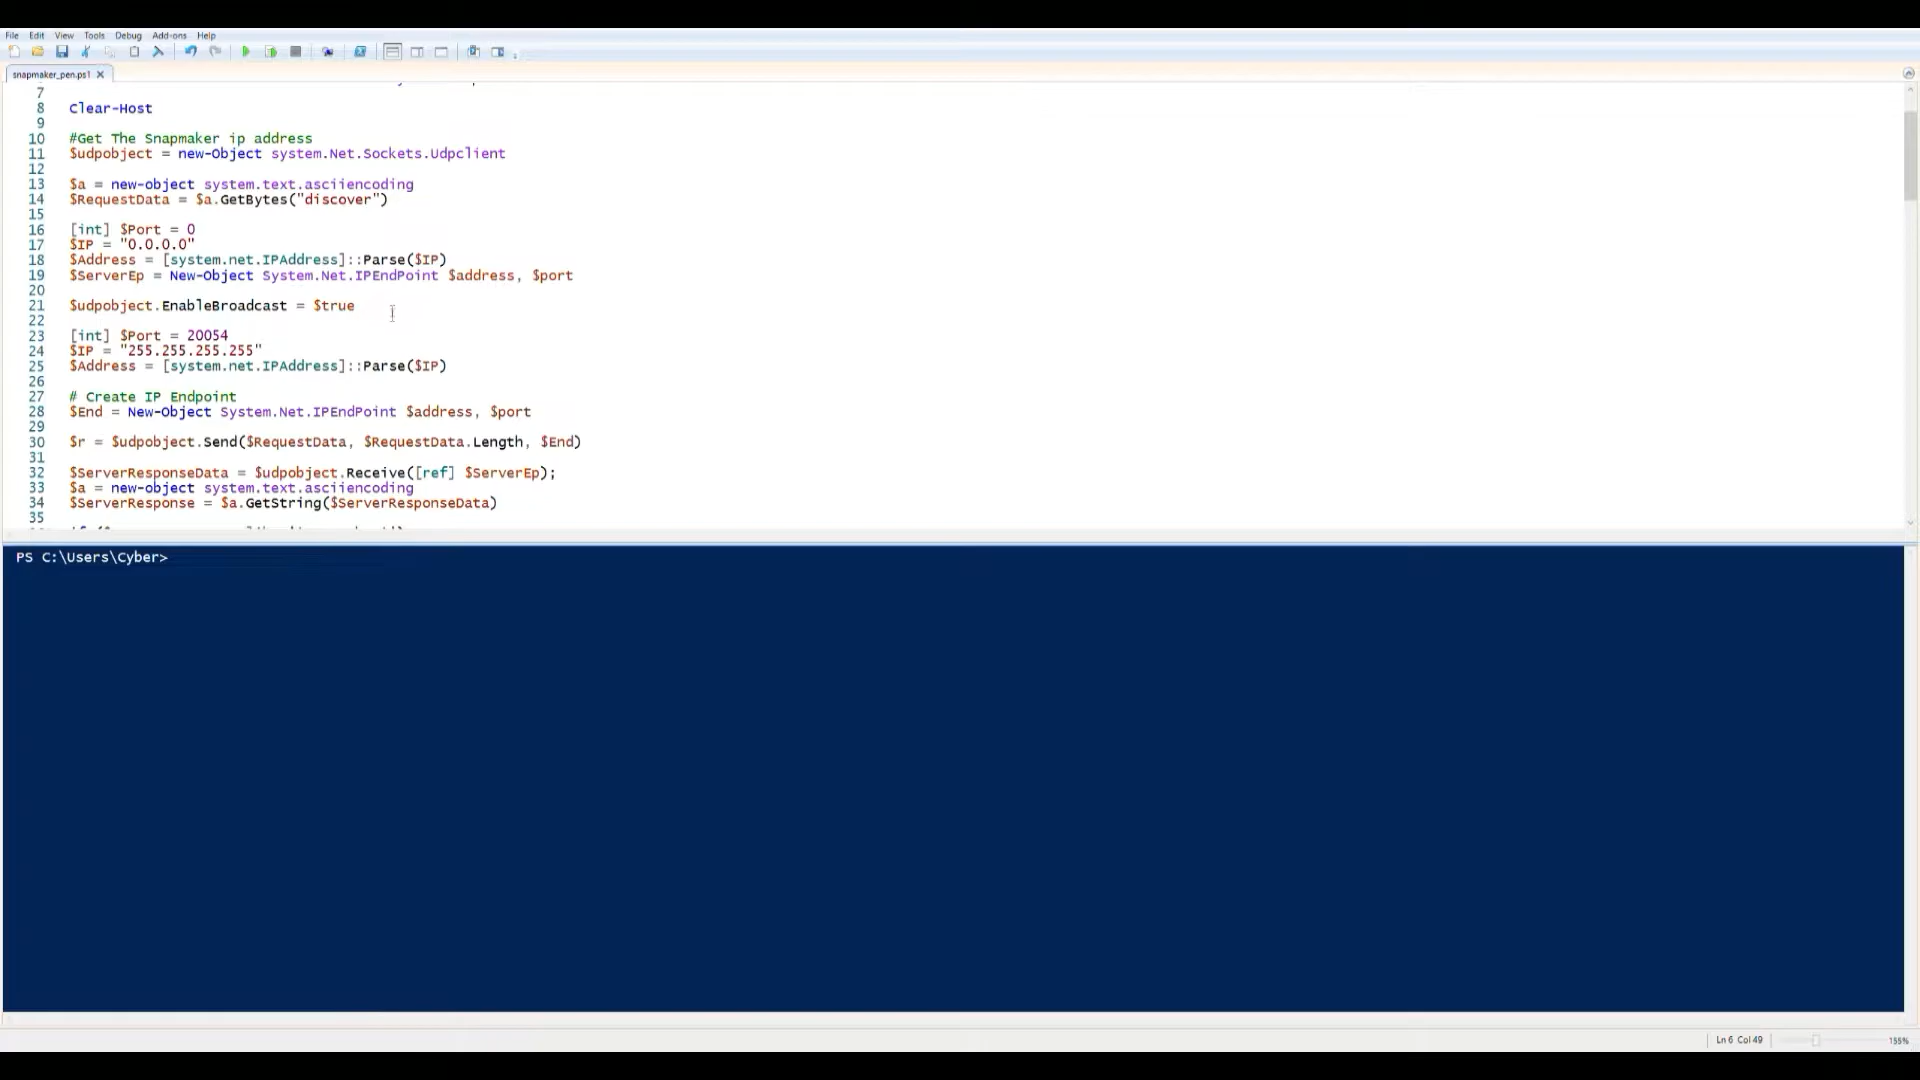 File Edit View Tools Debug Add-ons Help
snapmaker_pen.ps1
7
8 Clear-Host
9
10 #Get The Snapmaker ip address
11 $udpobject = new-Object system.Net.Sockets.Udpclient
12
13 $a = new-object system.text.asciiencoding
14 $RequestData = $a.GetBytes("discover")
15
16 [int] $Port = 0
17 $IP = "0.0.0.0"
18 $Address = [system.net.IPAddress]::Parse($IP)
19 $ServerEp = New-Object System.Net.IPEndPoint $address, $port
20
21 $udpobject.EnableBroadcast = $true
22
23 [int] $Port = 20054
24 $IP = "255.255.255.255"
25 $Address = [system.net.IPAddress]::Parse($IP)
26
27 # Create IP Endpoint
28 $End = New-Object System.Net.IPEndPoint $address, $port
29
30 $r = $udpobject.Send($RequestData, $RequestData.Length, $End)
31
32 $ServerResponseData = $udpobject.Receive([ref] $ServerEp);
33 $a = new-object system.text.asciiencoding
34 $ServerResponse = $a.GetString($ServerResponseData)
35
PS C:\Users\Cyber>
Ln 6 Col 49
155%